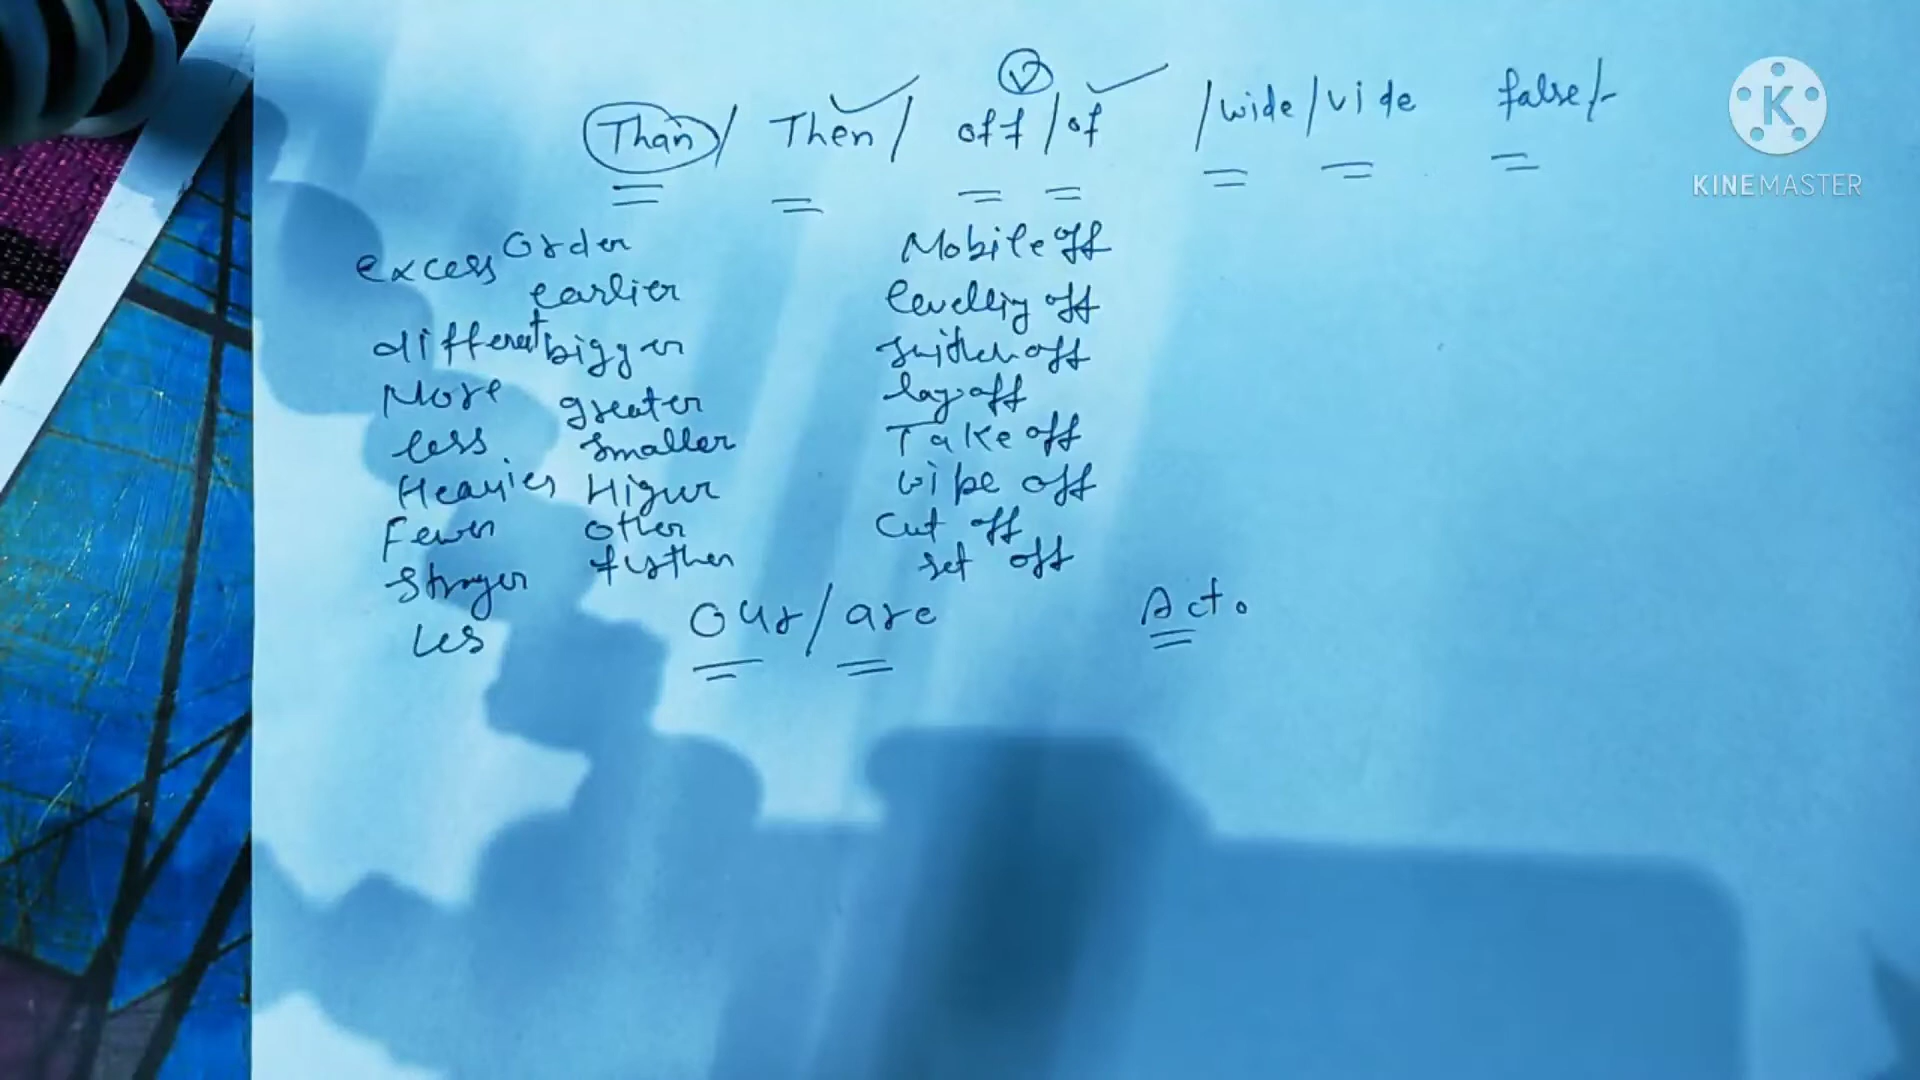 Than / Then / off / of / wide / vide false /-
KINEMASTER
excess order Mobile off
earlier levelling off
different bigger switch off
More greater lay off
less smaller Take off
Heavier Higher wipe off
Fewer other Cut off
Stronger further set off
Les our / are Act.